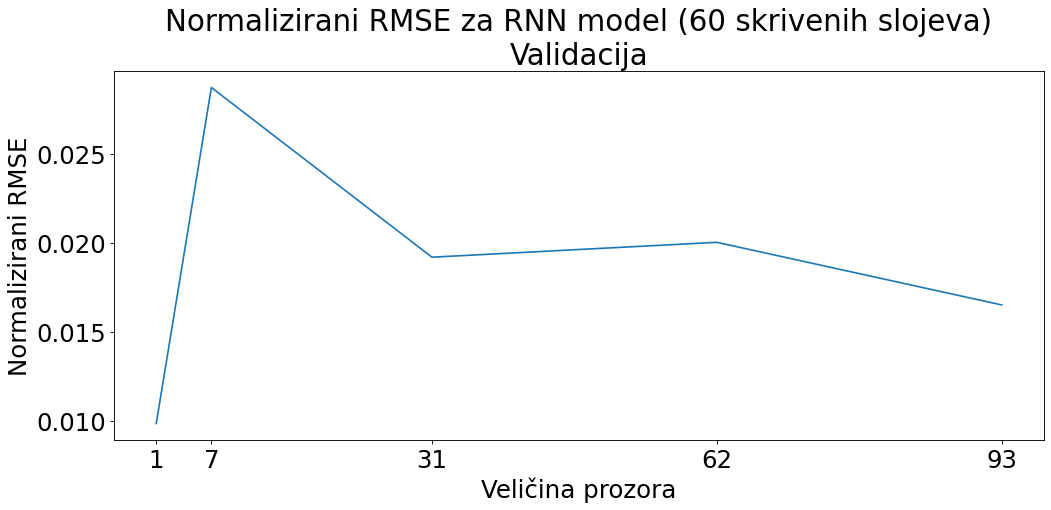 Normalizirani RMSE za RNN model (60 skrivenih slojeva)
Validacija
Normalizirani RMSE
0.025
0.020
0.015
0.010
1 7 31 62 93
Veličina prozora